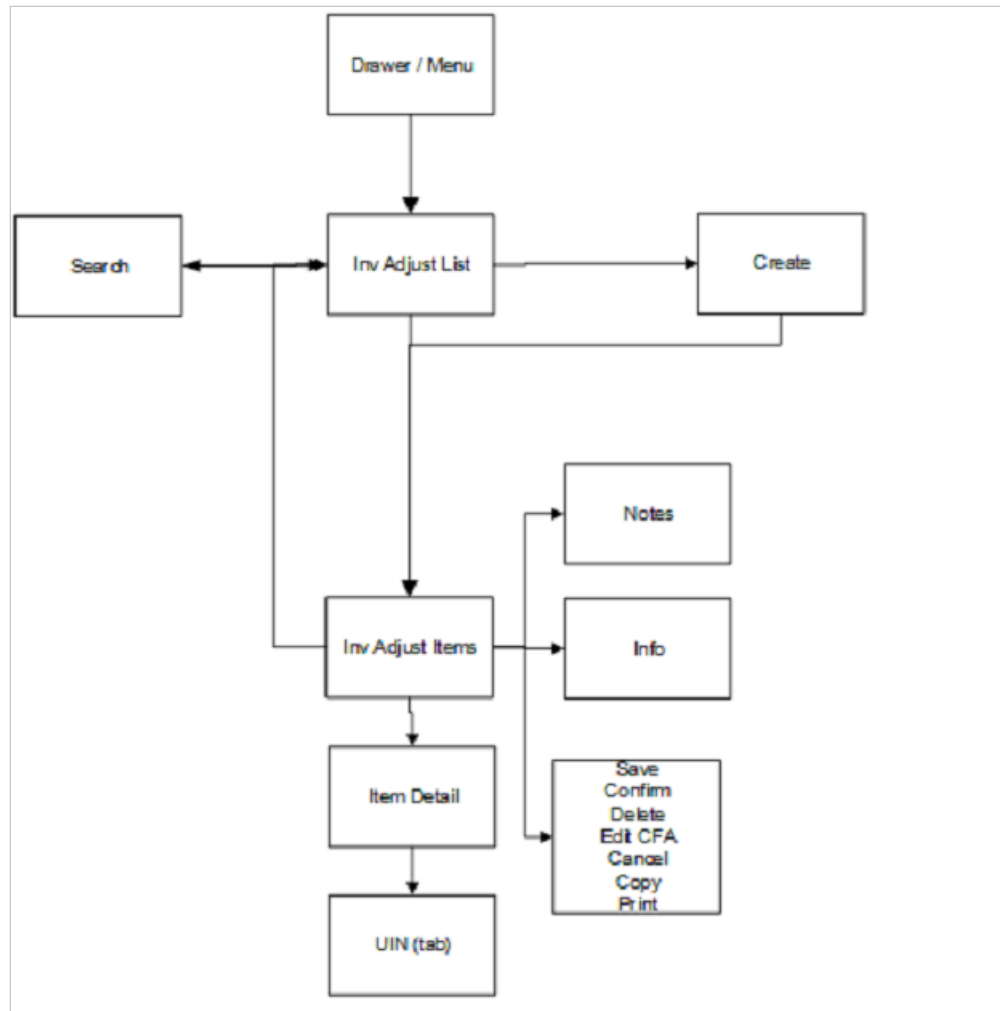 Drawer / Menu
Search
Inv Adjust List
Create
Notes
Inv Adjust Items
Info
Item Detail
Save
Confirm
Delete
Edit CFA
Cancel
Copy
Print
UIN (tab)